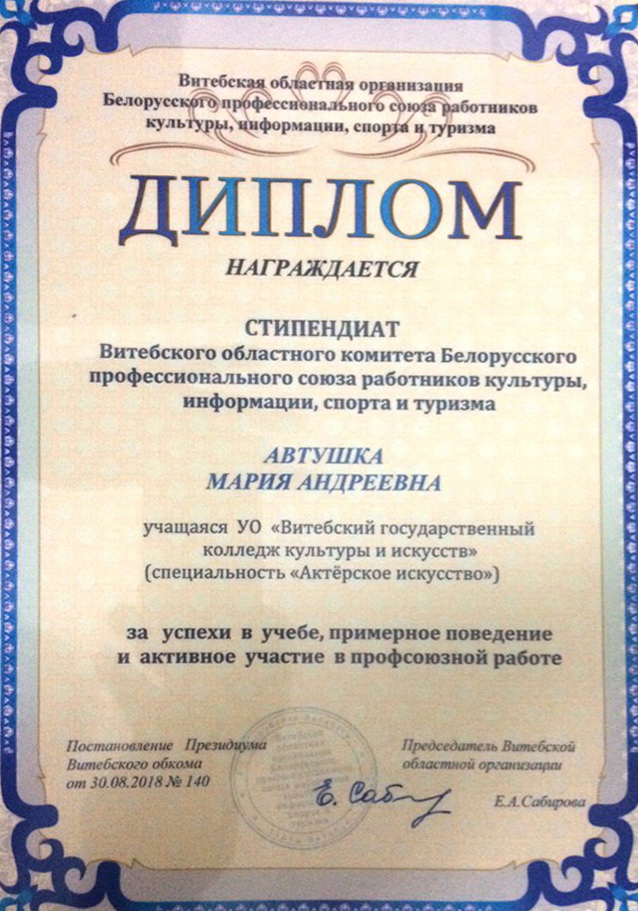 Витебская областная организация
Белорусского профессионального союза работников
культуры, информации, спорта и туризма
ДИПЛОМ
НАГРАЖДАЕТСЯ
СТИПЕНДИАТ
Витебского областного комитета Белорусского
профессионального союза работников культуры,
информации, спорта и туризма
АВТУШКА
МАРИЯ АНДРЕЕВНА
учащаяся УО «Витебский государственный
колледж культуры и искусств»
(специальность «Актёрское искусство»)
за успехи в учебе, примерное поведение
и активное участие в профсоюзной работе
Постановление Президиума
Витебского обкома
от 30.08.2018 № 140
Председатель Витебской
областной организации
Е. Саб
Е.А.Сабирова